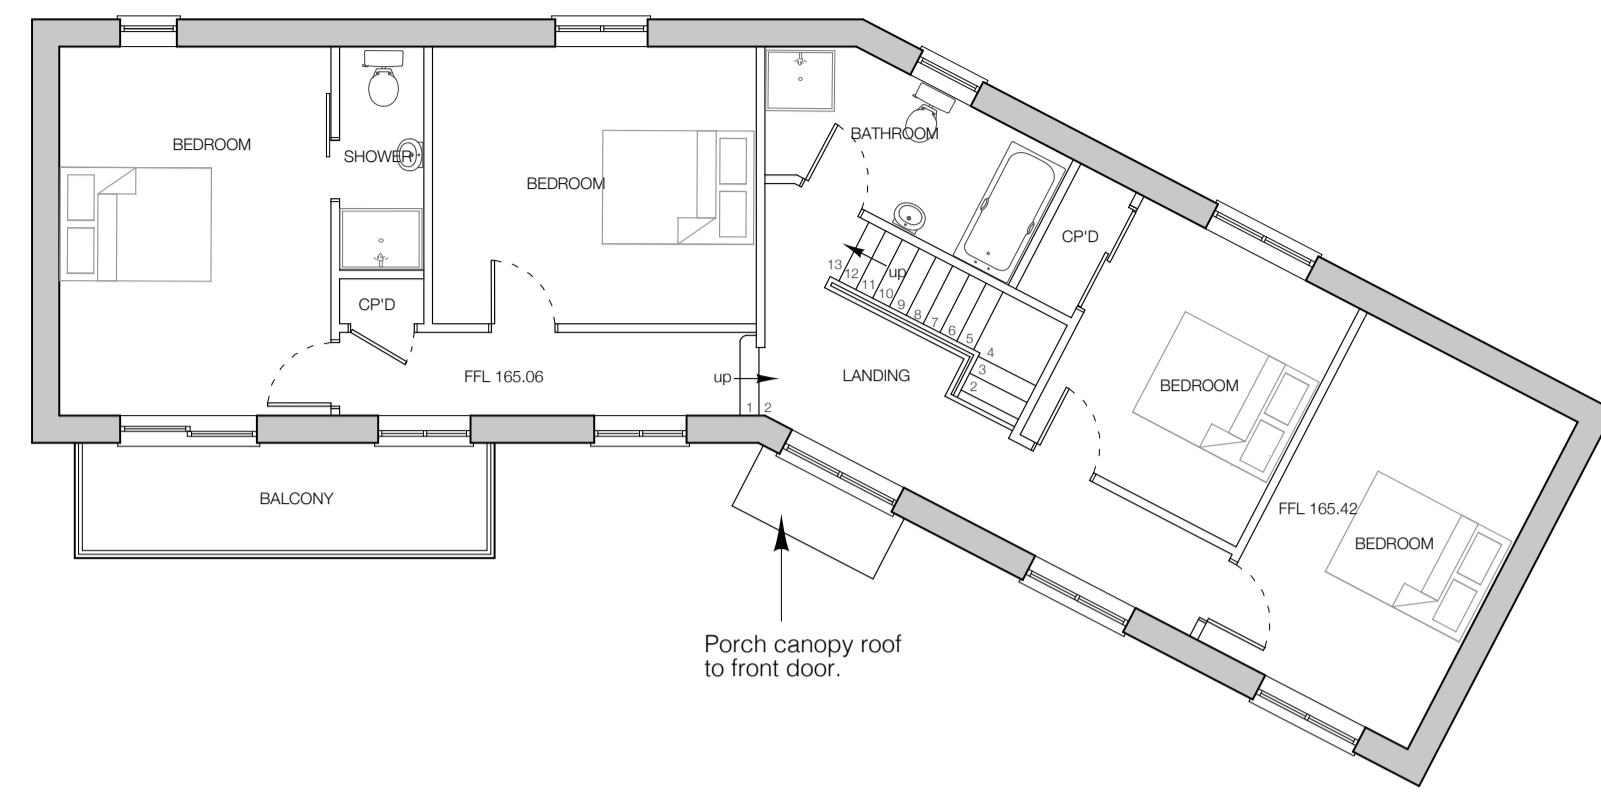 BEDROOM
SHOWER
BEDROOM
BATHROOM
CP'D
CP'D
up
13
12
11
10
9
8
7
6
5
4
3
2
FFL 165.06
up
1 2
LANDING
BEDROOM
FFL 165.42
BEDROOM
BALCONY
Porch canopy roof
to front door.